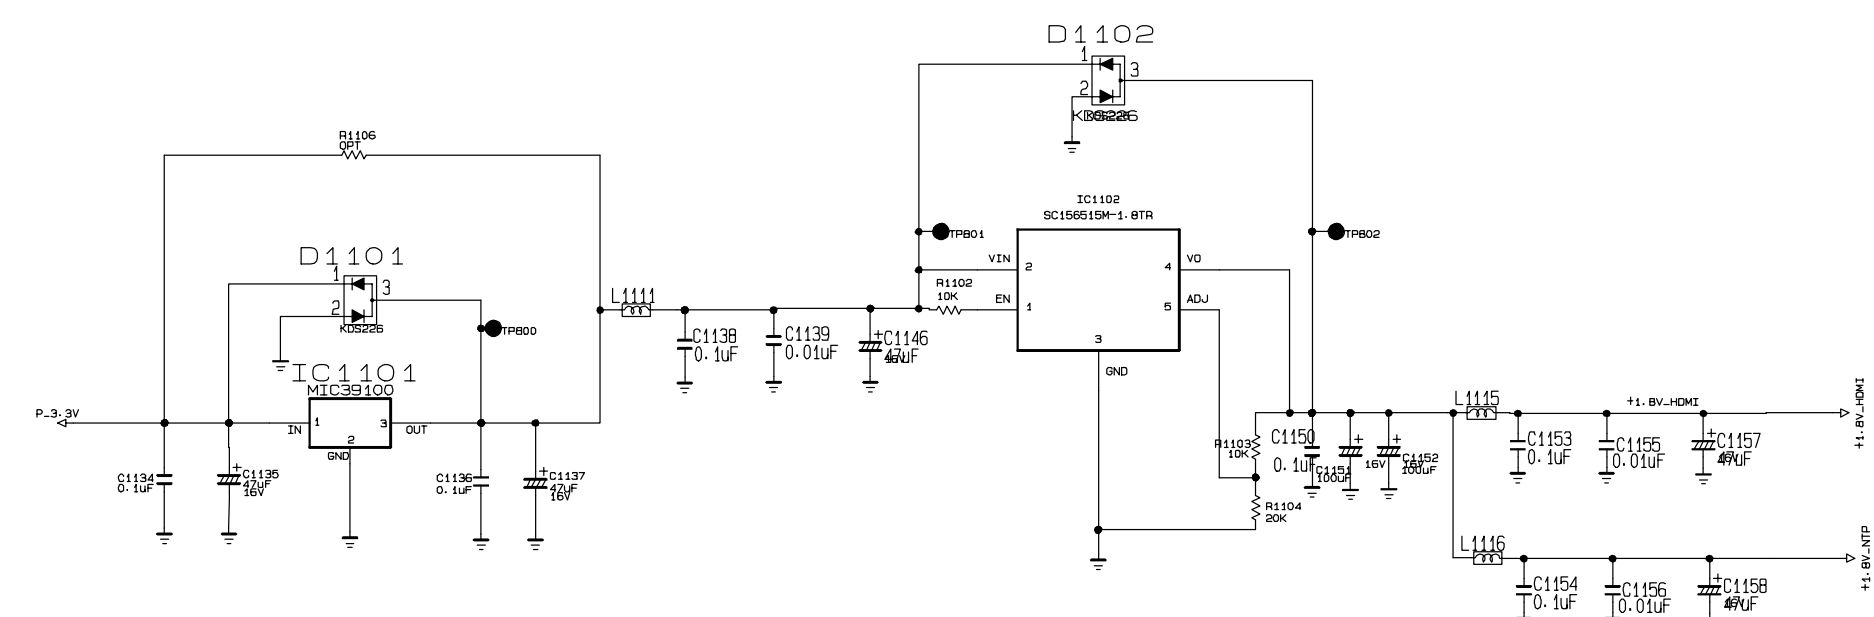 D1102
1
3
2
KDS226
R1106
OPT
IC1102
SC156515M-1.8TR
TP801
TP802
D1101
1
3
2
KDS226
TP800
VIN
2
4
VO
R1102
10K
EN
1
5
ADJ
3
GND
L1111
C1138
0.1uF
C1139
0.01uF
C1146
47uF
IC1101
MIC39100
P_3.3V
IN
1
3
OUT
2
GND
C1134
0.1uF
C1135
47uF
16V
C1136
0.1uF
C1137
47uF
16V
R1103
10K
R1104
20K
C1150
0.1uF
C1151
100uF
16V
C1152
16V
100uF
L1115
+1.8V_HDMI
+1.8V_HDMI
C1153
0.1uF
C1155
0.01uF
C1157
47uF
L1116
+1.8V_NTP
C1154
0.1uF
C1156
0.01uF
C1158
47uF